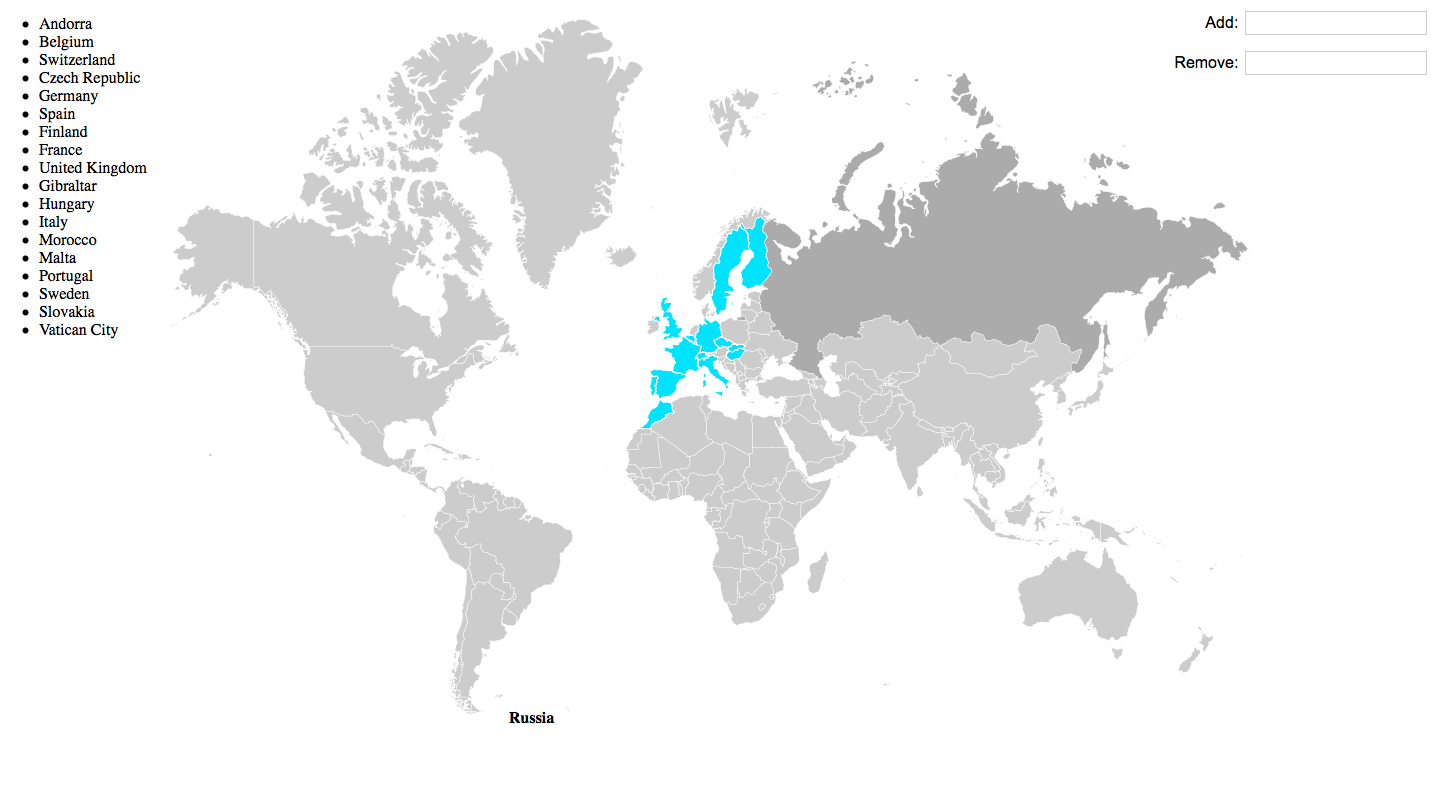 Andorra
Belgium
Switzerland
Czech Republic
Germany
Spain
Finland
France
United Kingdom
Gibraltar
Hungary
Italy
Morocco
Malta
Portugal
Sweden
Slovakia
Vatican City
Add:
Remove:
Russia